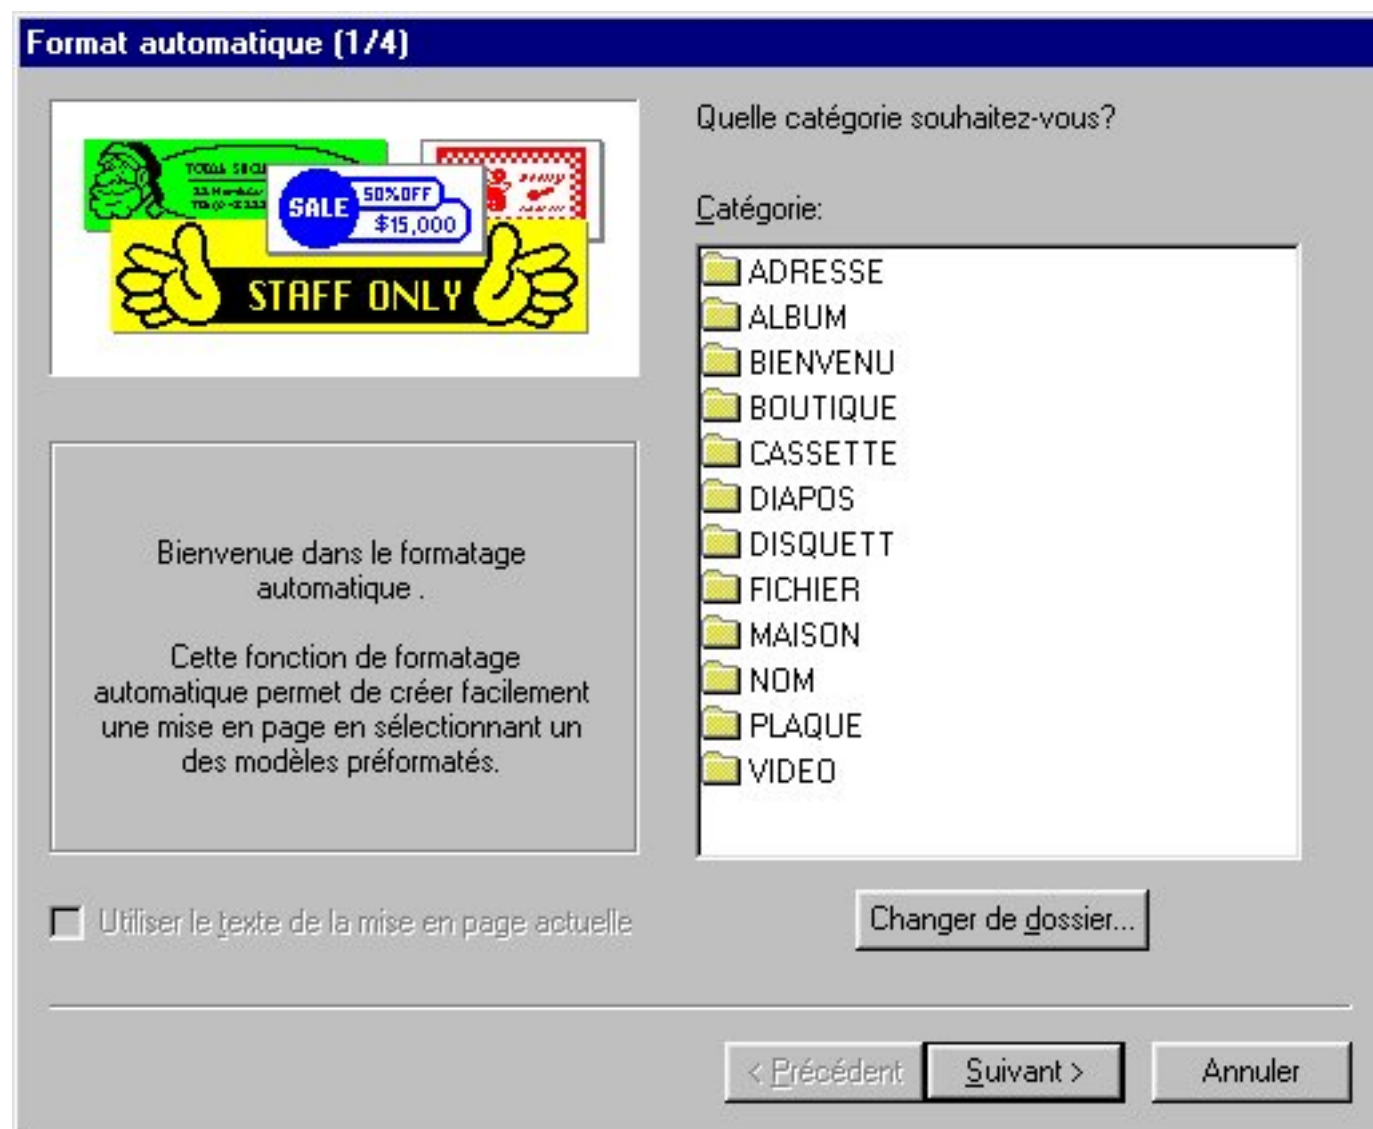 Format automatique (1/4)
SALE
50%OFF
$15,000
STAFF ONLY
Bienvenue dans le formatage
automatique .
Cette fonction de formatage
automatique permet de créer facilement
une mise en page en sélectionnant un
des modèles préformatés.
Utiliser le texte de la mise en page actuelle
Quelle catégorie souhaitez-vous?
Catégorie:
ADRESSE
ALBUM
BIENVENU
BOUTIQUE
CASSETTE
DIAPOS
DISQUETT
FICHIER
MAISON
NOM
PLAQUE
VIDEO
Changer de dossier...
< Précédent
Suivant >
Annuler